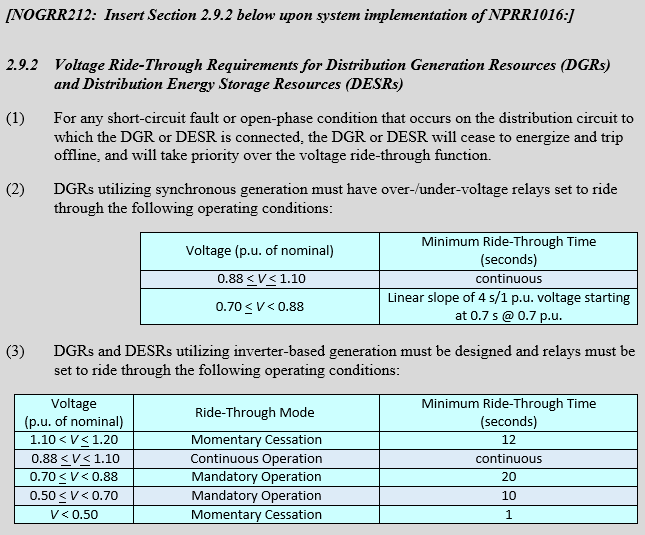 [NOGRR212:  Insert Section 2.9.2 below upon system implementation of NPRR1016:]
2.9.2 Voltage Ride-Through Requirements for Distribution Generation Resources (DGRs)
and Distribution Energy Storage Resources (DESRs)
(1) For any short-circuit fault or open-phase condition that occurs on the distribution circuit to
which the DGR or DESR is connected, the DGR or DESR will cease to energize and trip
offline, and will take priority over the voltage ride-through function.
(2) DGRs utilizing synchronous generation must have over-/under-voltage relays set to ride
through the following operating conditions:
Voltage (p.u. of nominal) Minimum Ride-Through Time
(seconds)
0.88 ≤ V ≤ 1.10 continuous
0.70 ≤ V < 0.88 Linear slope of 4 s/1 p.u. voltage starting
at 0.7 s @ 0.7 p.u.
(3) DGRs and DESRs utilizing inverter-based generation must be designed and relays must be
set to ride through the following operating conditions:
Voltage
(p.u. of nominal) Ride-Through Mode Minimum Ride-Through Time
(seconds)
1.10 < V ≤ 1.20 Momentary Cessation 12
0.88 ≤ V ≤ 1.10 Continuous Operation continuous
0.70 ≤ V < 0.88 Mandatory Operation 20
0.50 ≤ V < 0.70 Mandatory Operation 10
V < 0.50 Momentary Cessation 1